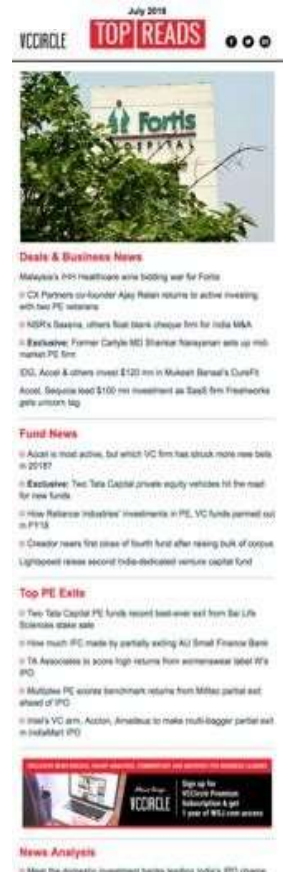 July 2018
VCCIRCLE
TOP READS
Fortis
HOSPITAL
Deals & Business News
Malaysia's IHH Healthcare wins bidding war for Fortis
CX Partners co-founder Ajay Relan returns to active investing
with two PE veterans
NSR's Saxena, others float blank cheque firm for India M&A
Exclusive: Former Carlyle MD Shankar Narayanan sets up mid-
market PE firm
IDG, Accel & others invest $120 mn in Mukesh Bansal's CureFit
Accel, Sequoia lead $100 mn investment as SaaS firm Freshworks
gets unicorn tag
Fund News
Accel is most active, but which VC firm has struck more new bets
in 2018?
Exclusive: Two Tata Capital private equity vehicles hit the road
for new funds
How Reliance Industries' investments in PE, VC funds panned out
in FY18
Creador nears first close of fourth fund after raising bulk of corpus
Lightspeed raises second India-dedicated venture capital fund
Top PE Exits
Two Tata Capital PE funds record best-ever exit from Sai Life
Sciences stake sale
How much IFC made by partially exiting AU Small Finance Bank
TA Associates to score high returns from womenswear label W's
IPO
Multiples PE scores benchmark returns from Milltec partial exit
ahead of IPO
Intel's VC arm, Accion, Amadeus to make multi-bagger partial exit
in IndiaMart IPO
VCCIRCLE
Sign up for
VCCircle Premium
Subscription & get
1 year of WSJ.com access
News Analysis
Meet the domestic investment banks leading India's IPO charge